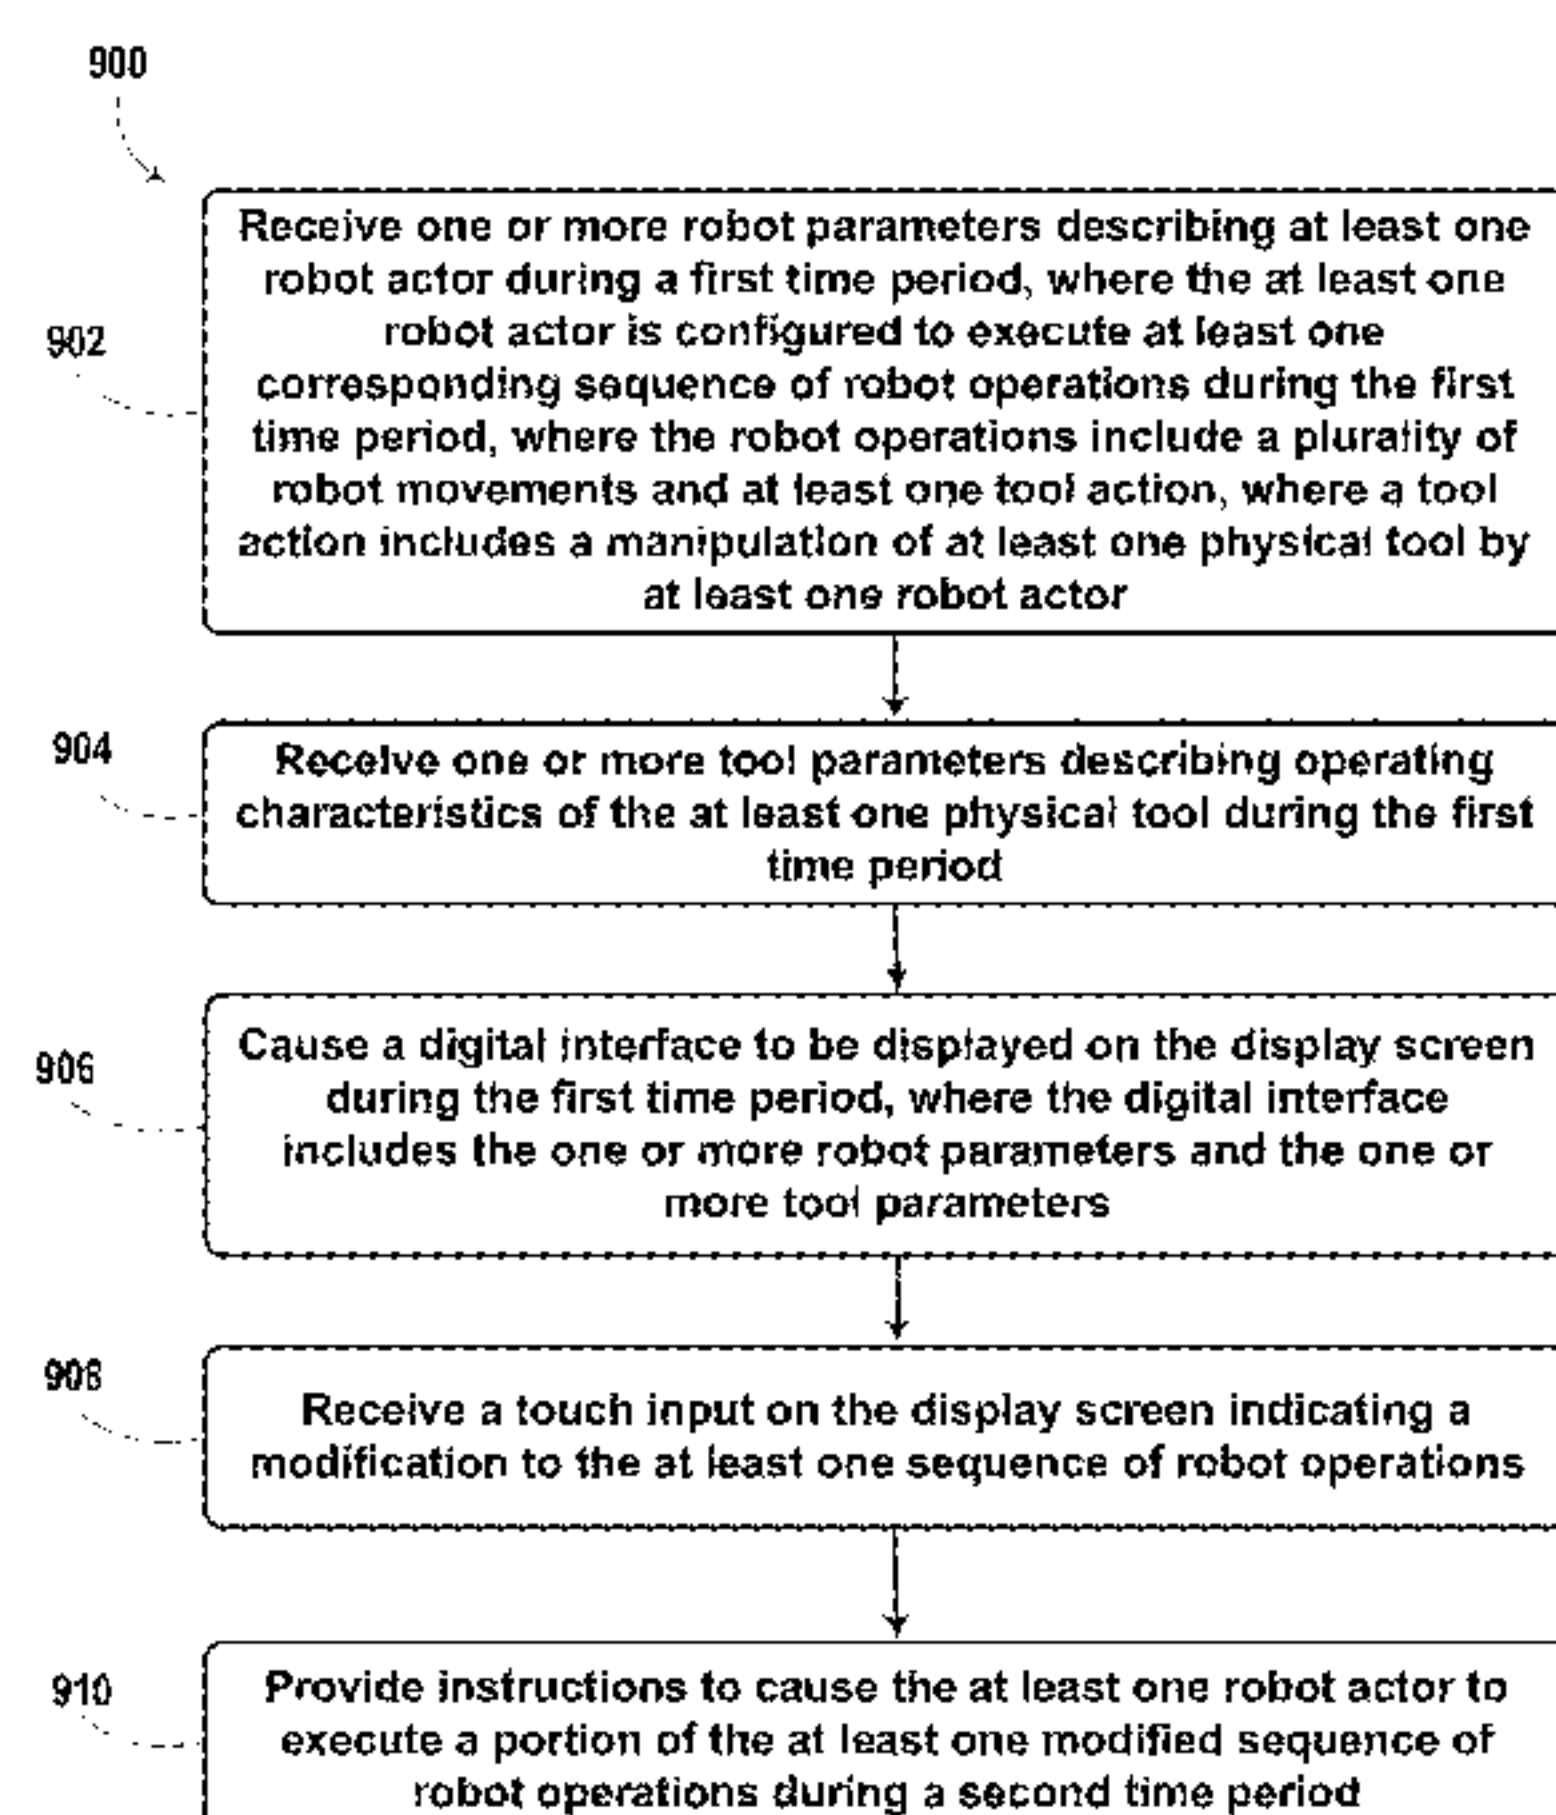 900
902
Receive one or more robot parameters describing at least one
robot actor during a first time period, where the at least one
robot actor is configured to execute at least one
corresponding sequence of robot operations during the first
time period, where the robot operations include a plurality of
robot movements and at least one tool action, where a tool
action includes a manipulation of at least one physical tool by
at least one robot actor
904
Receive one or more tool parameters describing operating
characteristics of the at least one physical tool during the first
time period
906
Cause a digital interface to be displayed on the display screen
during the first time period, where the digital interface
includes the one or more robot parameters and the one or
more tool parameters
908
Receive a touch input on the display screen indicating a
modification to the at least one sequence of robot operations
910
Provide instructions to cause the at least one robot actor to
execute a portion of the at least one modified sequence of
robot operations during a second time period